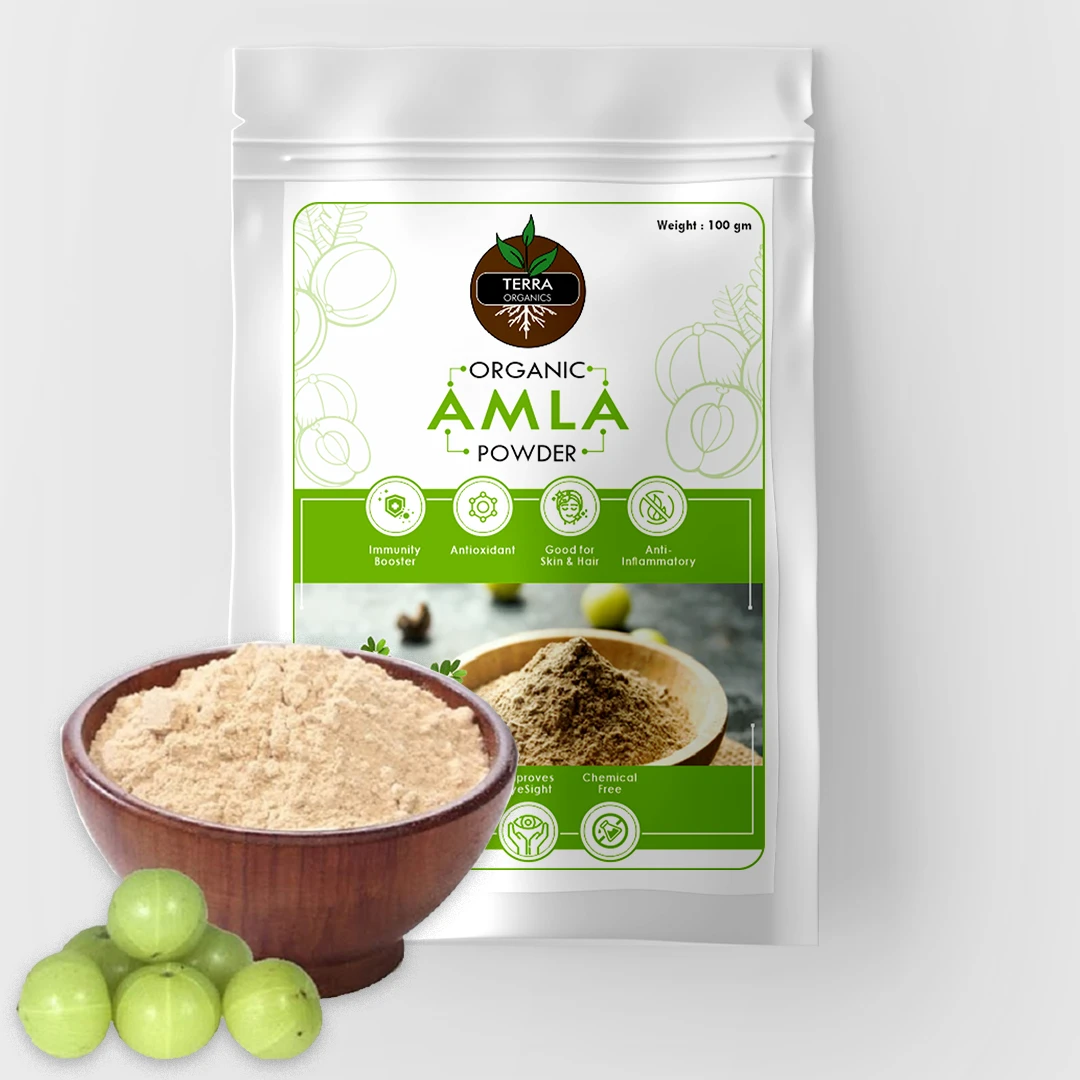 Weight : 100 gm
TERRA
ORGANICS
ORGANIC
AMLA
POWDER
Immunity
Booster
Antioxidant
Good for
Skin & Hair
Anti-
Inflammatory
Chemical
Free